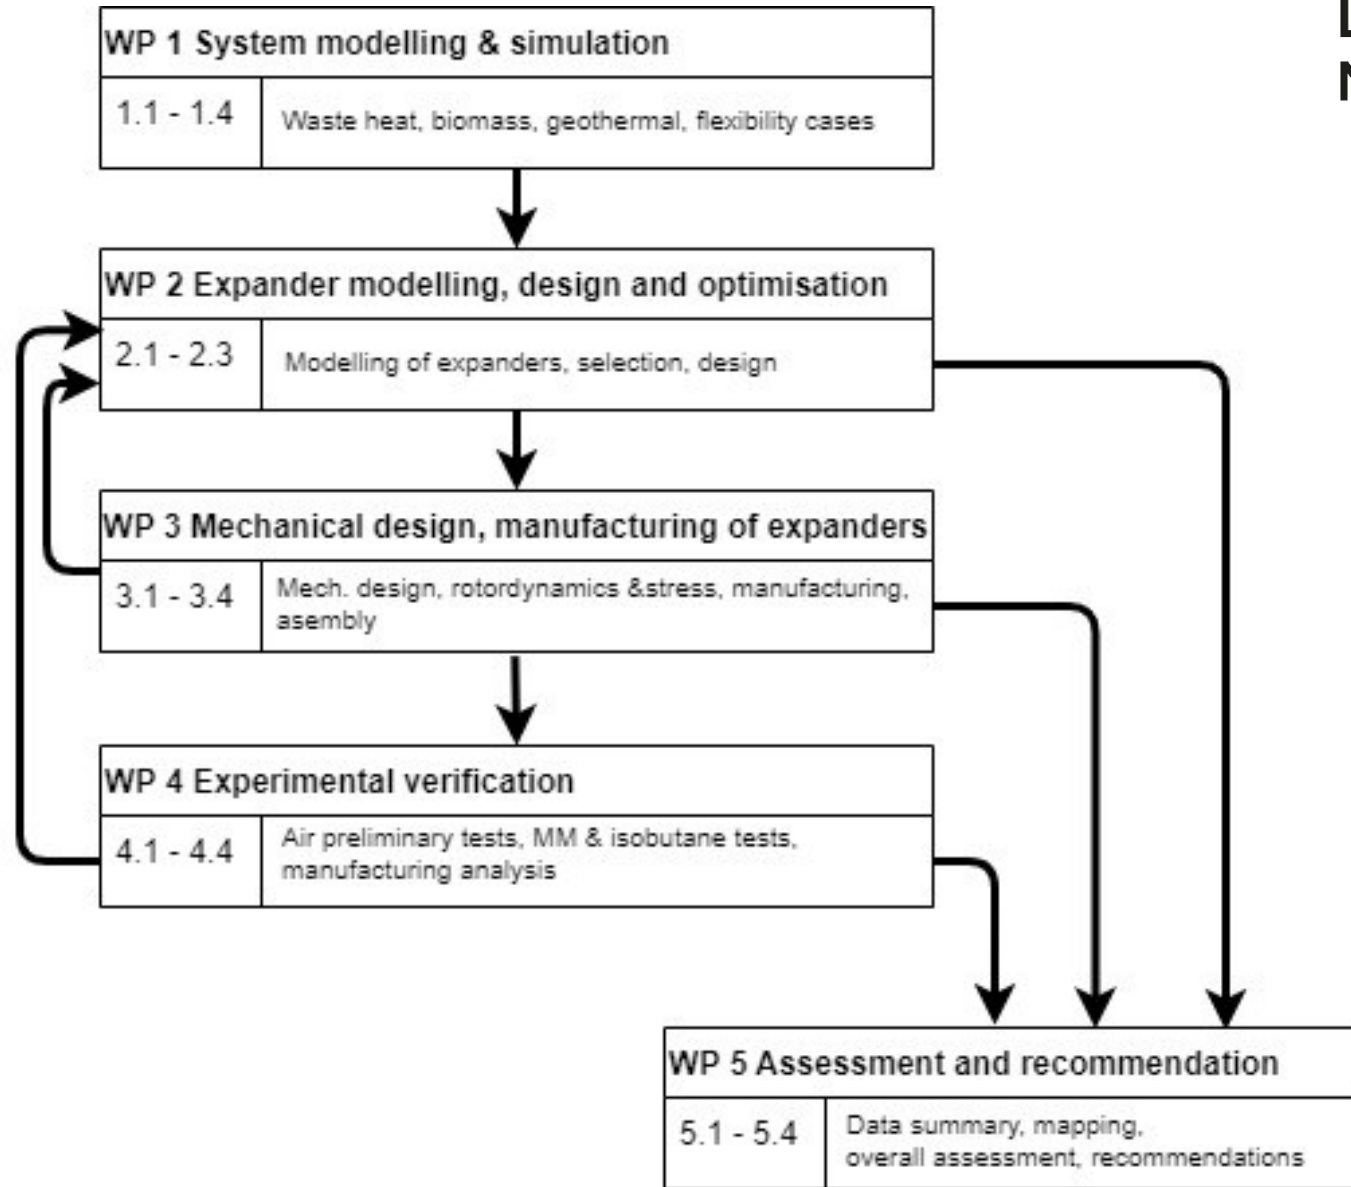 WP 1 System modelling & simulation
1.1 - 1.4
Waste heat, biomass, geothermal, flexibility cases
WP 2 Expander modelling, design and optimisation
2.1 - 2.3
Modelling of expanders, selection, design
WP 3 Mechanical design, manufacturing of expanders
3.1 - 3.4
Mech. design, rotordynamics &stress, manufacturing,
asembly
WP 4 Experimental verification
4.1 - 4.4
Air preliminary tests, MM & isobutane tests,
manufacturing analysis
WP 5 Assessment and recommendation
5.1 - 5.4
Data summary, mapping,
overall assessment, recommendations